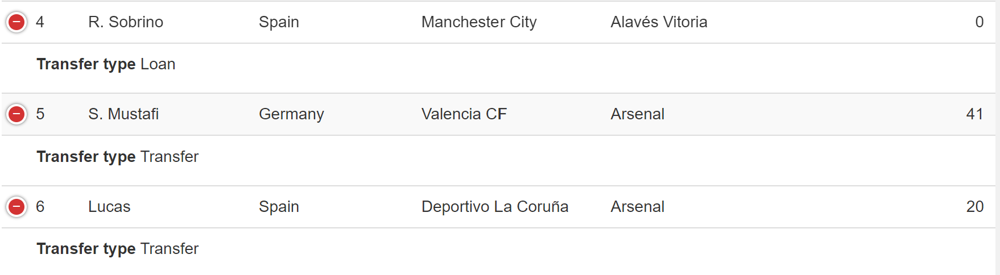 4 R. Sobrino Spain Manchester City Alavés Vitoria 0
Transfer type Loan
5 S. Mustafi Germany Valencia CF Arsenal 41
Transfer type Transfer
6 Lucas Spain Deportivo La Coruña Arsenal 20
Transfer type Transfer